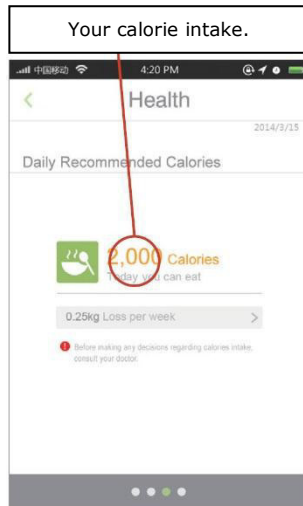 Your calorie intake.
中国移动 4:20 PM
Health
2014/3/15
Daily Recommended Calories
2,000 Calories
Today you can eat
0.25kg Loss per week
Before making any decisions regarding calories intake,
consult your doctor.